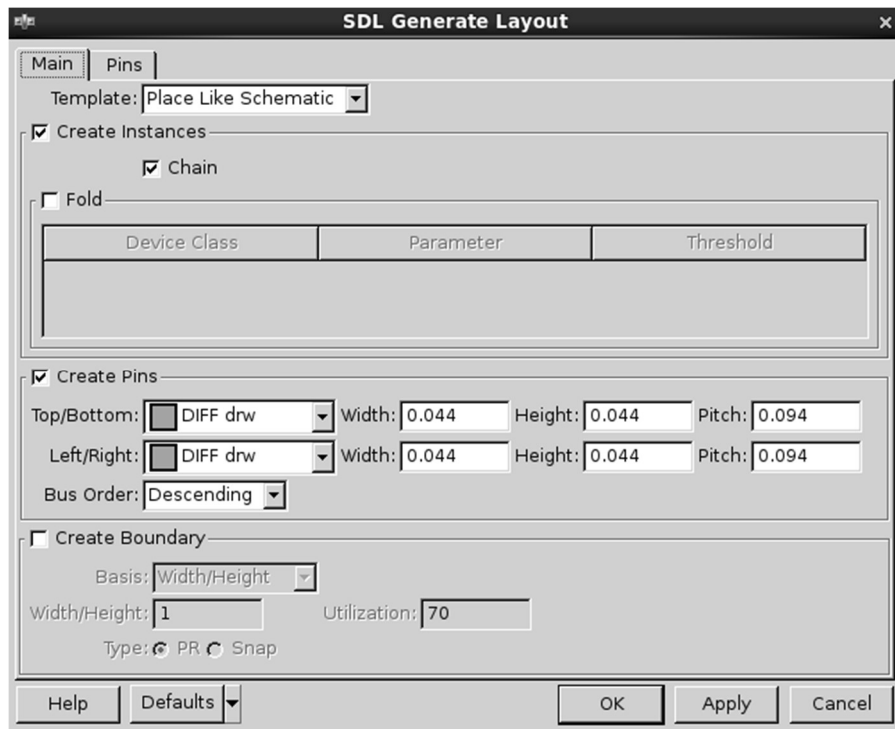 SDL Generate Layout
Main Pins
Template: Place Like Schematic
Create Instances
Chain
Fold
Device Class Parameter Threshold
Create Pins
Top/Bottom: DIFF drw Width: 0.044 Height: 0.044 Pitch: 0.094
Left/Right: DIFF drw Width: 0.044 Height: 0.044 Pitch: 0.094
Bus Order: Descending
Create Boundary
Basis: Width/Height
Width/Height: 1 Utilization: 70
Type: PR Snap
Help Defaults OK Apply Cancel